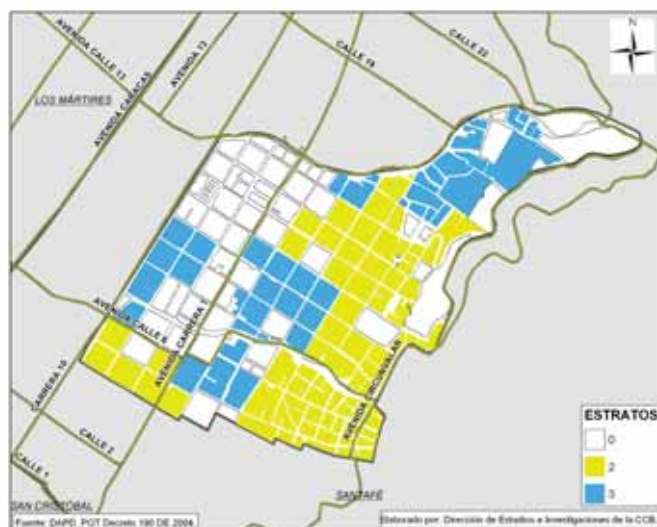 N
AVENIDA CALLE 13
AVENIDA 13
CALLE 19
CALLE 22
LOS MÁRTIRES
AVENIDA CARACAS
AVENIDA CALLE 6
AVENIDA CARRERA 7
CARRERA 10
AVENIDA CIRCUNVALAR
CALLE 2
CALLE 1
SAN CRISTÓBAL
SANTAFÉ
ESTRATOS
0
2
3
Fuente: DAPD, POT Decreto 190 DE 2004.
Elaborado por: Dirección de Estudios e Investigaciones de la CCB